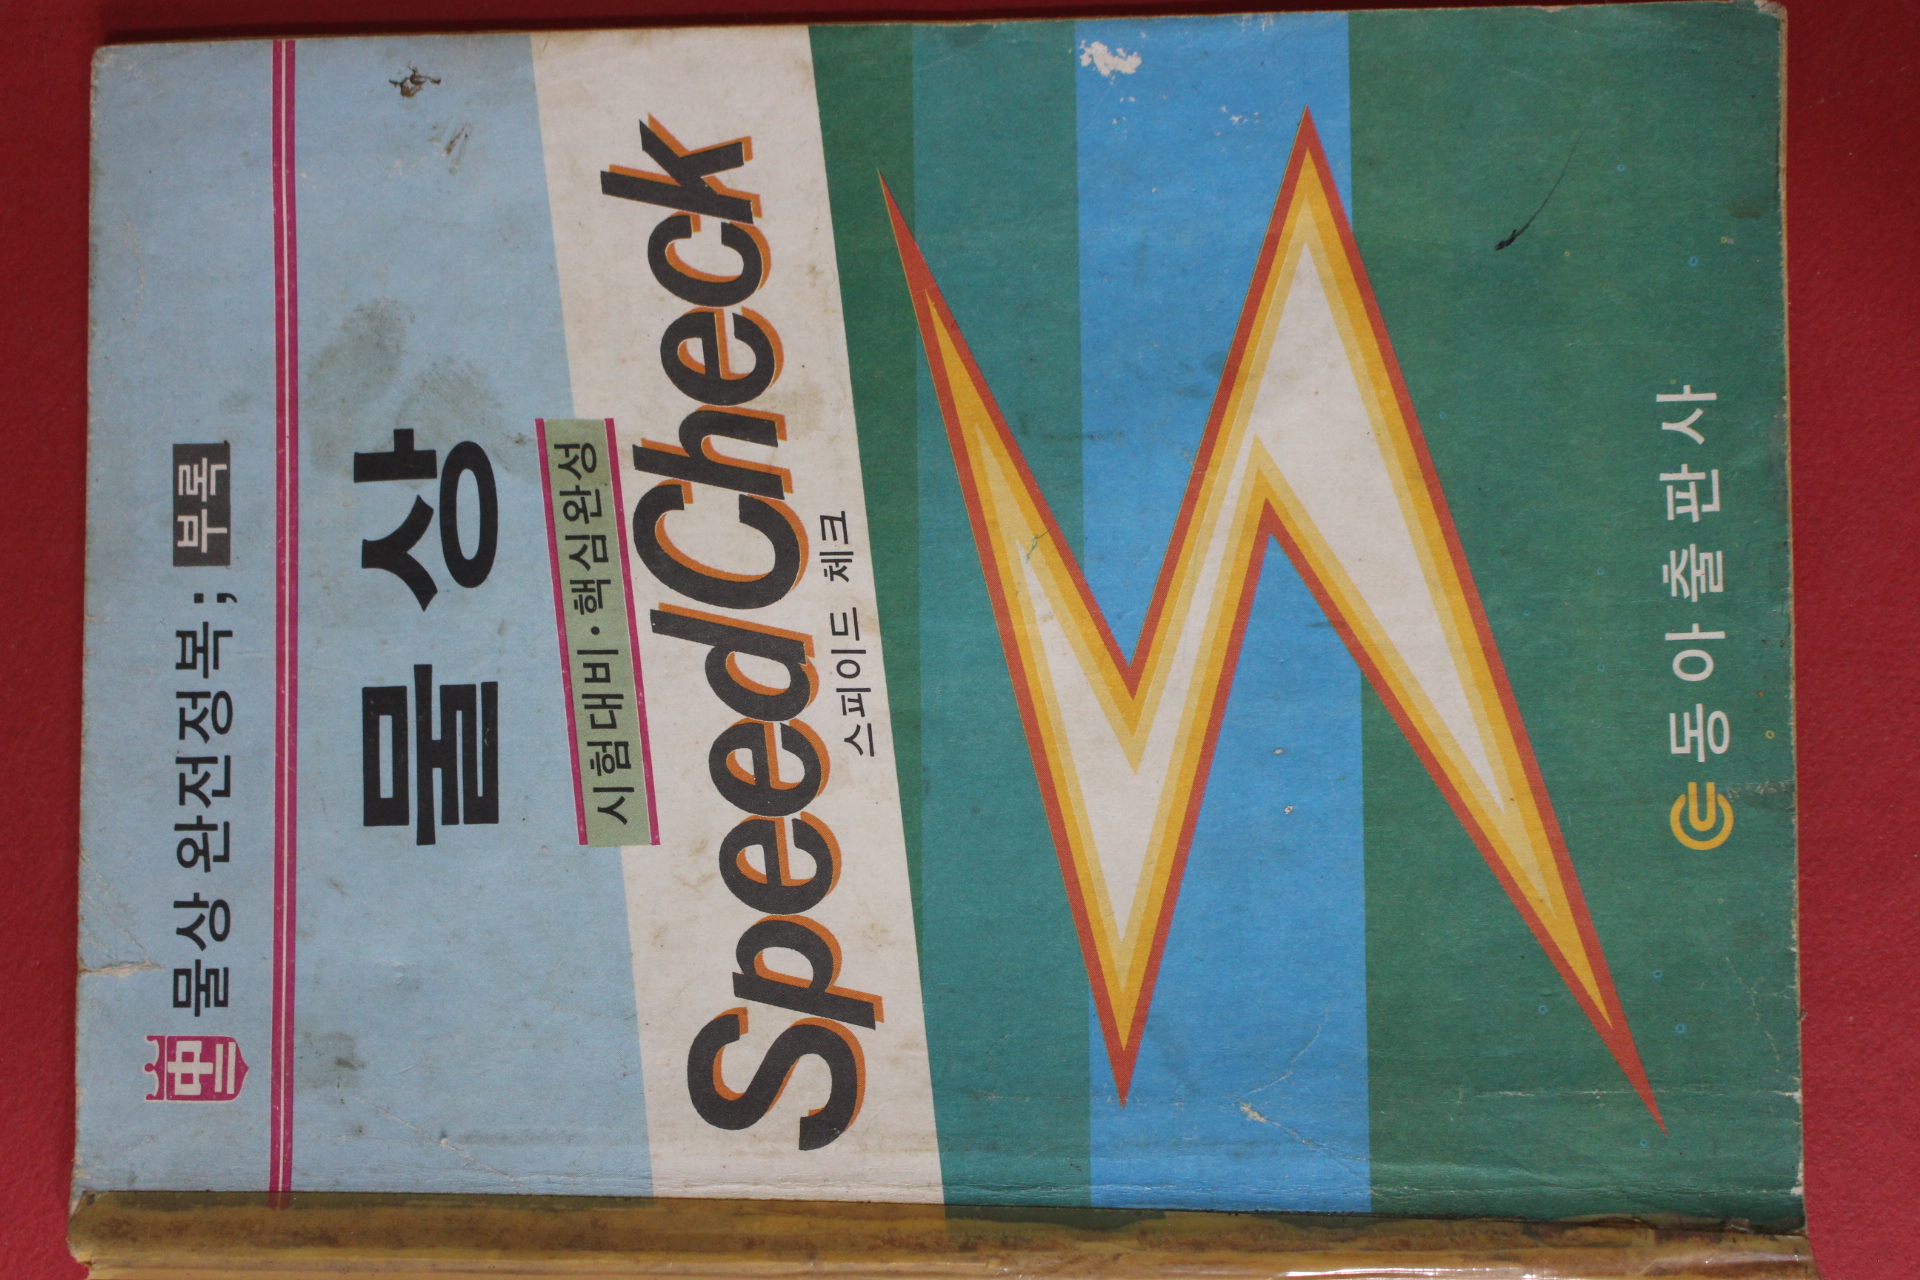 中 물상 완전정복; 부록
물상
시험대비·핵심완성
SpeedCheck
스피이드 체크
동아출판사